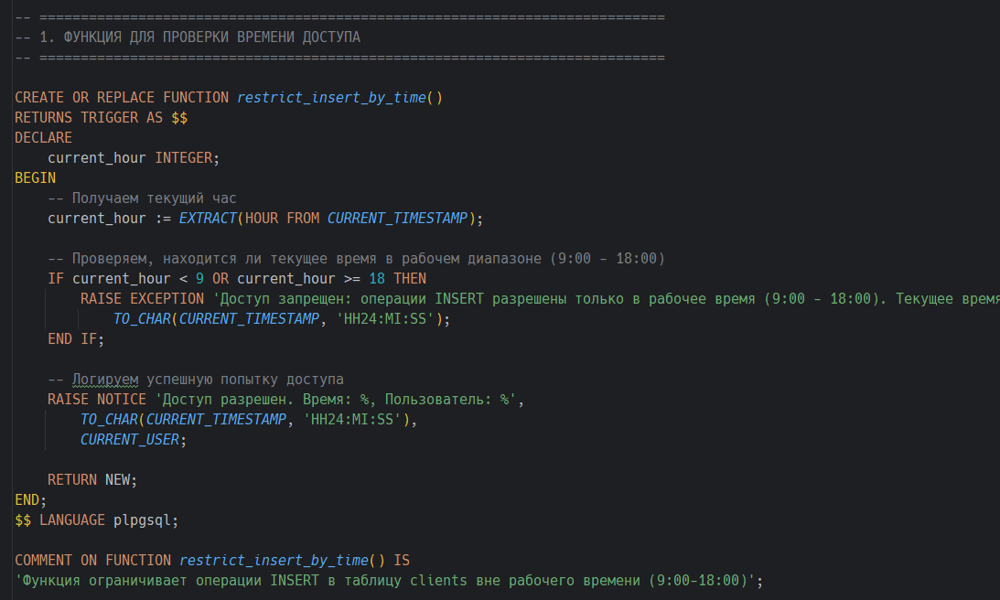 -- ============================================================================
-- 1. ФУНКЦИЯ ДЛЯ ПРОВЕРКИ ВРЕМЕНИ ДОСТУПА
-- ============================================================================
CREATE OR REPLACE FUNCTION restrict_insert_by_time()
RETURNS TRIGGER AS $$
DECLARE
    current_hour INTEGER;
BEGIN
    -- Получаем текущий час
    current_hour := EXTRACT(HOUR FROM CURRENT_TIMESTAMP);
    -- Проверяем, находится ли текущее время в рабочем диапазоне (9:00 - 18:00)
    IF current_hour < 9 OR current_hour >= 18 THEN
        RAISE EXCEPTION 'Доступ запрещен: операции INSERT разрешены только в рабочее время (9:00 - 18:00). Текущее время
            TO_CHAR(CURRENT_TIMESTAMP, 'HH24:MI:SS');
    END IF;
    -- Логируем успешную попытку доступа
    RAISE NOTICE 'Доступ разрешен. Время: %, Пользователь: %',
        TO_CHAR(CURRENT_TIMESTAMP, 'HH24:MI:SS'),
        CURRENT_USER;
    RETURN NEW;
END;
$$ LANGUAGE plpgsql;
COMMENT ON FUNCTION restrict_insert_by_time() IS
'Функция ограничивает операции INSERT в таблицу clients вне рабочего времени (9:00-18:00)';